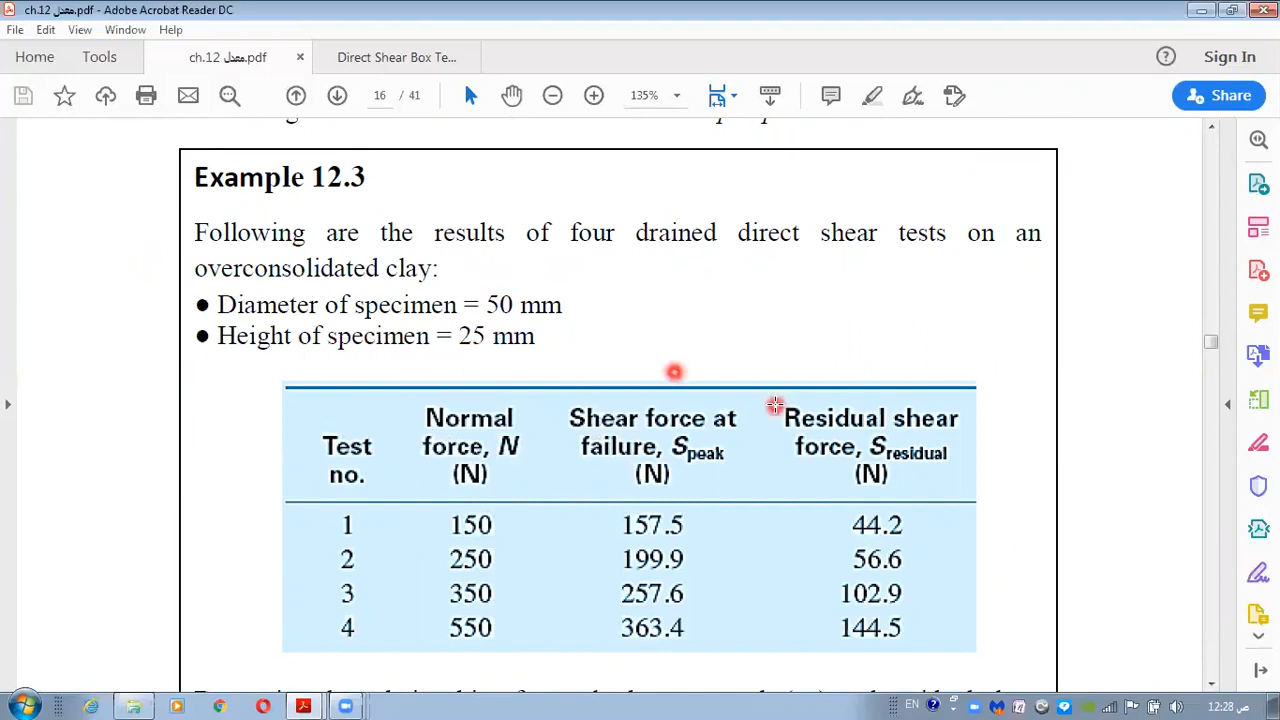 ch.12 معدل.pdf - Adobe Acrobat Reader DC
File Edit View Window Help
Home Tools ch.12 معدل.pdf × Direct Shear Box Te... Sign In
16 / 41 135% Share
Example 12.3
Following are the results of four drained direct shear tests on an
overconsolidated clay:
● Diameter of specimen = 50 mm
● Height of specimen = 25 mm
Test no. Normal force, N (N) Shear force at failure, Speak (N) Residual shear force, Sresidual (N)
1 150 157.5 44.2
2 250 199.9 56.6
3 350 257.6 102.9
4 550 363.4 144.5
EN 12:28 ص